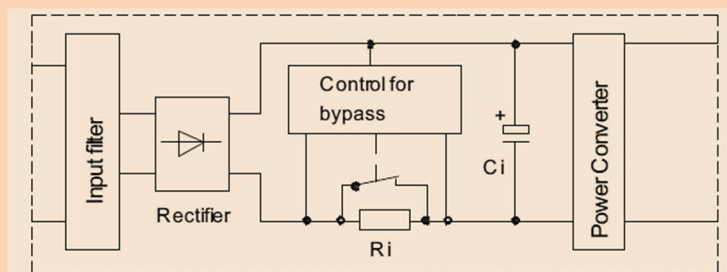 Input filter
Rectifier
Control for
bypass
Ri
+
Ci
Power Converter